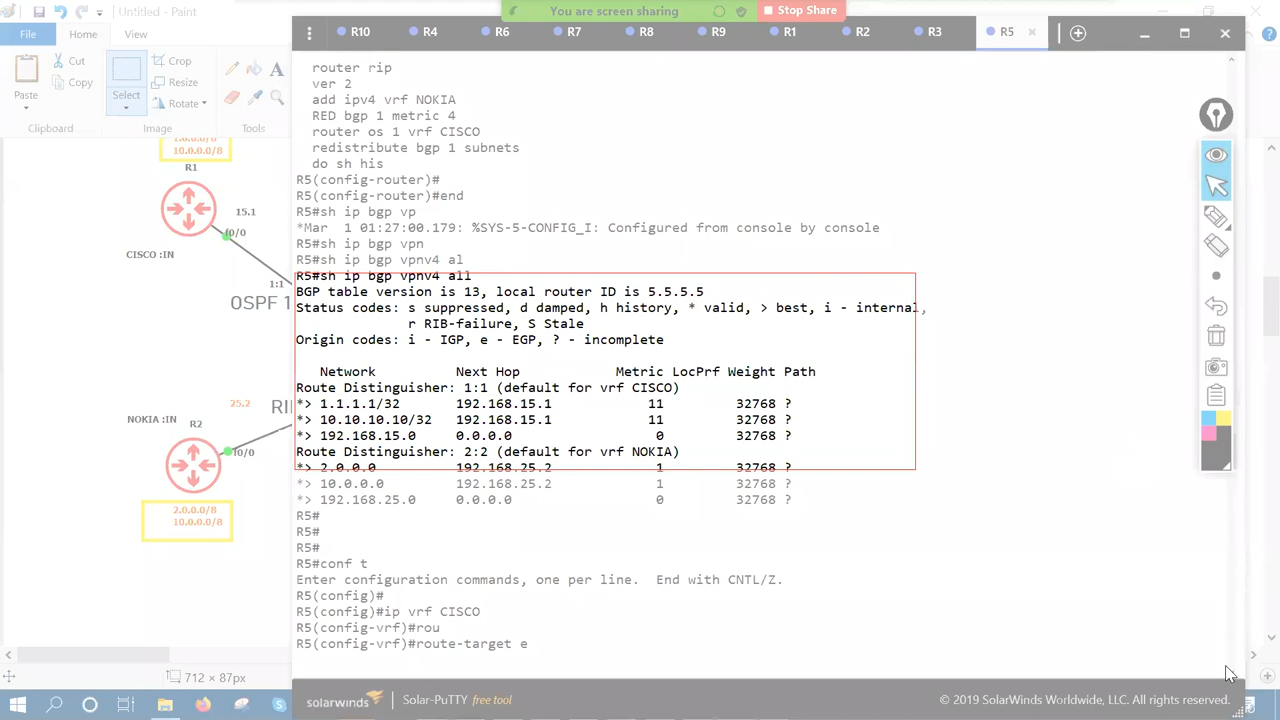 Untitled - Paint
You are screen sharing
Stop Share
File
Home
View
Paste
Cut
Copy
Clipboard
Select
Crop
Resize
Rotate
Image
Tools
R10
R4
R6
R7
R8
R9
R1
R2
R3
R5
1.0.0.0/8
10.0.0.0/8
R1
15.1
f0/0
CISCO :IN
1:1
OSPF 1
25.2
RI
NOKIA :IN
R2
f0/0
2.0.0.0/8
10.0.0.0/8
712 × 87px
router rip
ver 2
add ipv4 vrf NOKIA
RED bgp 1 metric 4
router os 1 vrf CISCO
redistribute bgp 1 subnets
do sh his
R5(config-router)#
R5(config-router)#end
R5#sh ip bgp vp
*Mar  1 01:27:00.179: %SYS-5-CONFIG_I: Configured from console by console
R5#sh ip bgp vpn
R5#sh ip bgp vpnv4 al
R5#sh ip bgp vpnv4 all
BGP table version is 13, local router ID is 5.5.5.5
Status codes: s suppressed, d damped, h history, * valid, > best, i - internal,
r RIB-failure, S Stale
Origin codes: i - IGP, e - EGP, ? - incomplete
Network          Next Hop            Metric LocPrf Weight Path
Route Distinguisher: 1:1 (default for vrf CISCO)
*> 1.1.1.1/32       192.168.15.1            11         32768 ?
*> 10.10.10.10/32   192.168.15.1            11         32768 ?
*> 192.168.15.0     0.0.0.0                  0         32768 ?
Route Distinguisher: 2:2 (default for vrf NOKIA)
*> 2.0.0.0          192.168.25.2             1         32768 ?
*> 10.0.0.0         192.168.25.2             1         32768 ?
*> 192.168.25.0     0.0.0.0                  0         32768 ?
R5#
R5#
R5#
R5#conf t
Enter configuration commands, one per line.  End with CNTL/Z.
R5(config)#
R5(config)#ip vrf CISCO
R5(config-vrf)#rou
R5(config-vrf)#route-target e
solarwinds
Solar-PuTTY free tool
© 2019 SolarWinds Worldwide, LLC. All rights reserved.